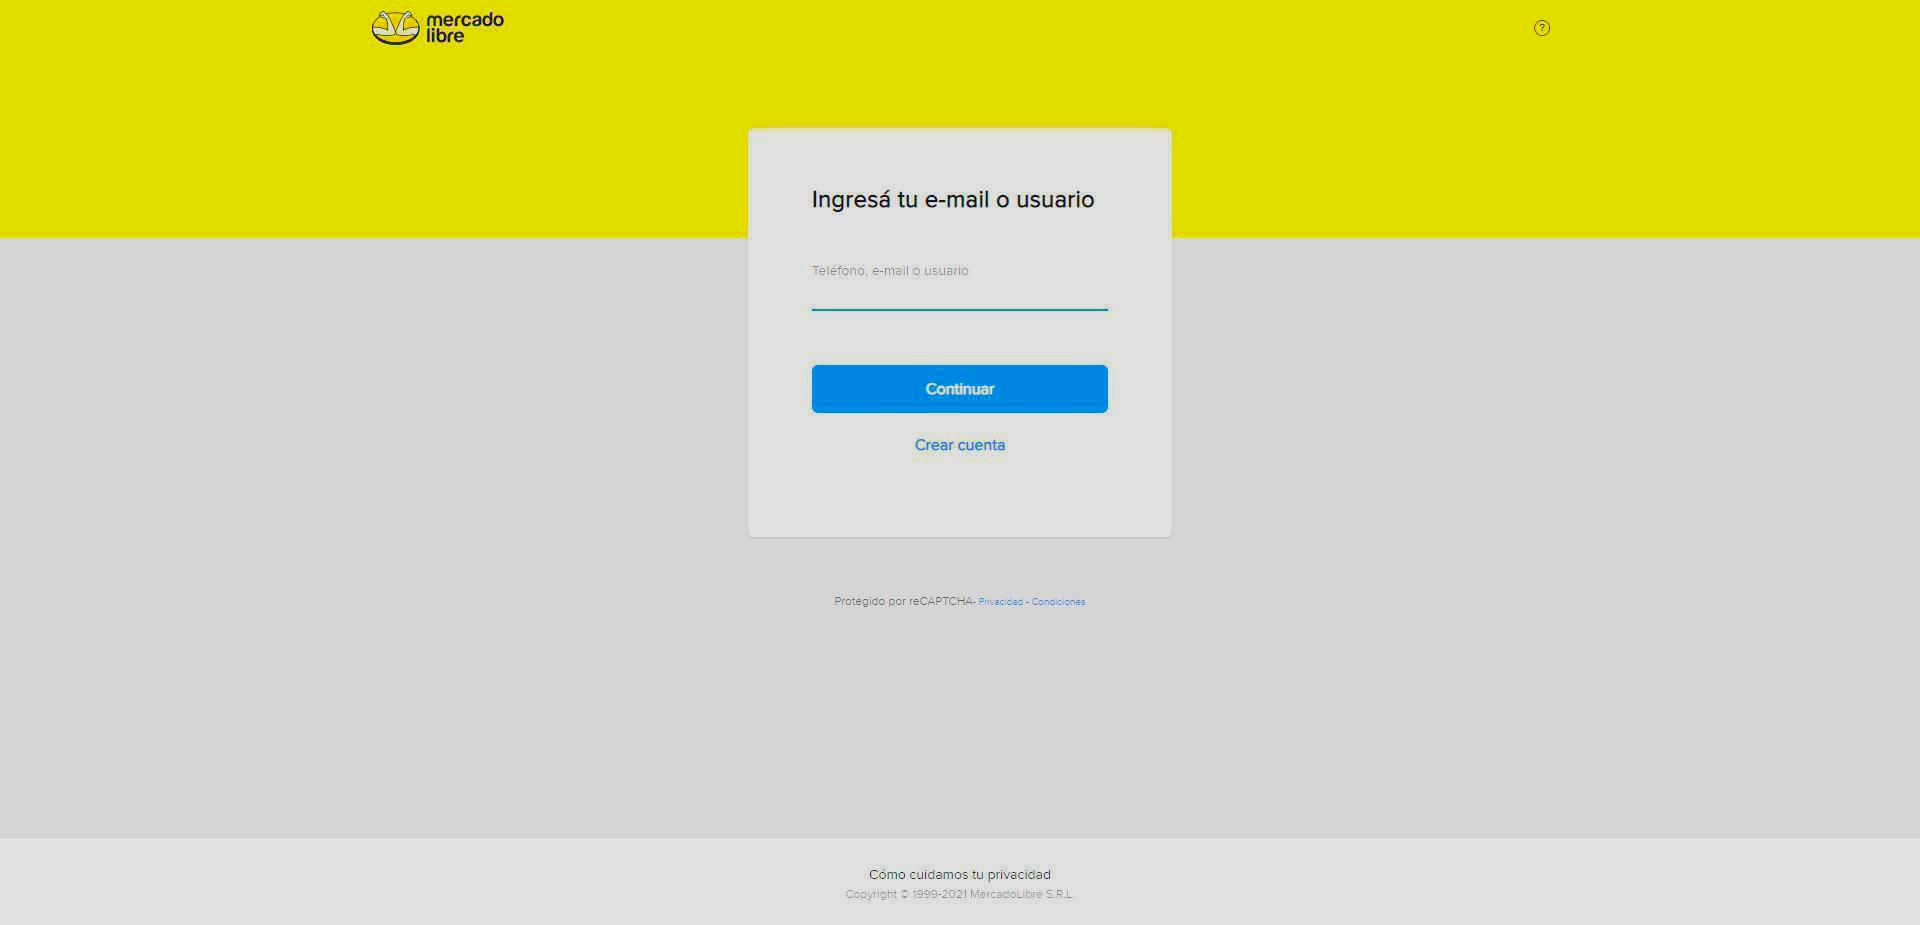 mercado
libre
?
Ingresá tu e-mail o usuario
Teléfono, e-mail o usuario
Continuar
Crear cuenta
Protegido por reCAPTCHA- Privacidad - Condiciones
Cómo cuidamos tu privacidad
Copyright © 1999-2021 MercadoLibre S.R.L.